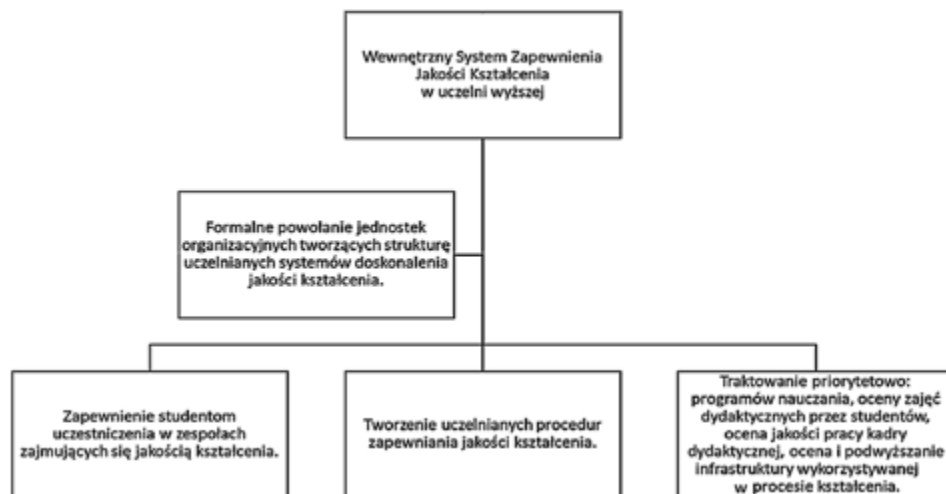 Wewnętrzny System Zapewnienia
Jakości Kształcenia
w uczelni wyższej
Formalne powołanie jednostek
organizacyjnych tworzących strukturę
uczelnianych systemów doskonalenia
jakości kształcenia.
Zapewnienie studentom
uczestniczenia w zespołach
zajmujących się jakością kształcenia.
Tworzenie uczelnianych procedur
zapewniania jakości kształcenia.
Traktowanie priorytetowo:
programów nauczania, oceny zajęć
dydaktycznych przez studentów,
ocena jakości pracy kadry
dydaktycznej, ocena i podwyższanie
infrastruktury wykorzystywanej
w procesie kształcenia.